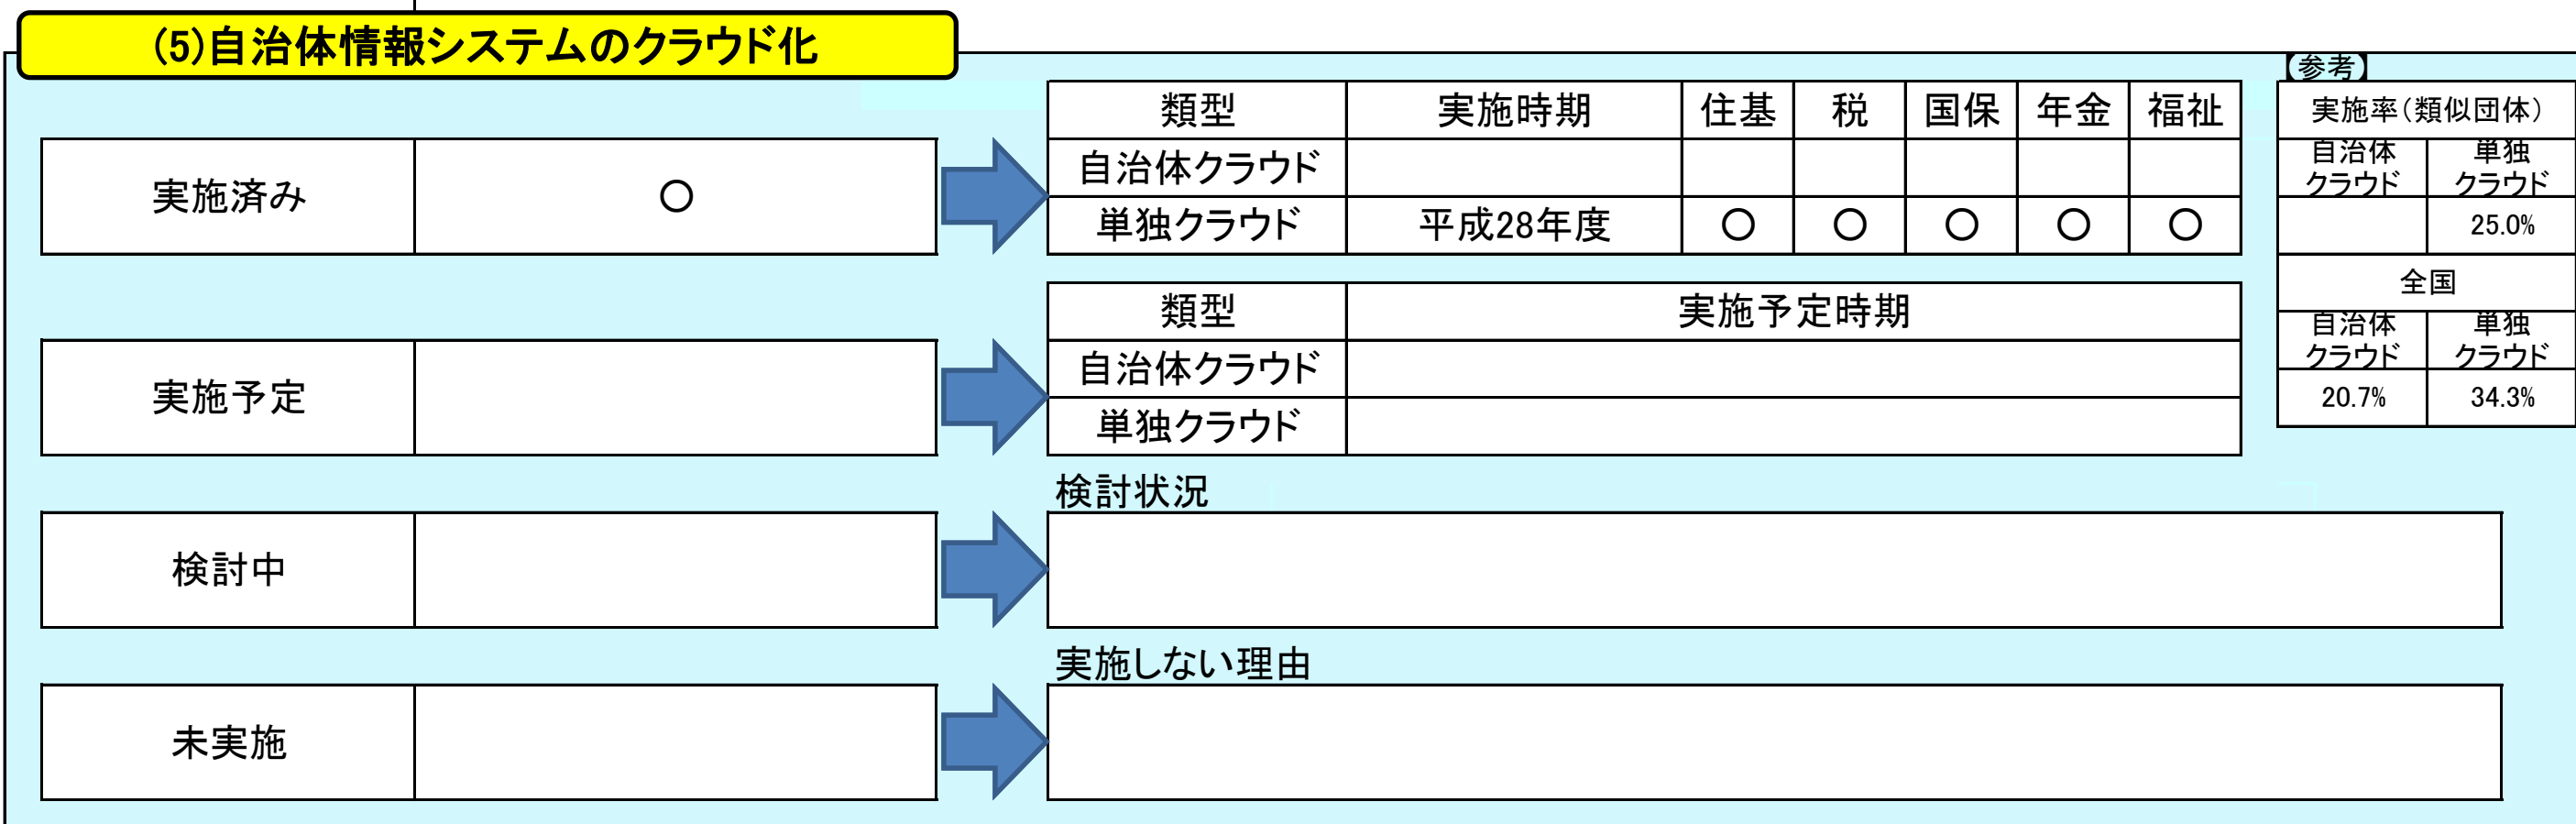 (5)自治体情報システムのクラウド化
【参考】
類型 実施時期 住基 税 国保 年金 福祉
実施率(類似団体)
実施済み ○
自治体クラウド
自治体クラウド 単独クラウド
単独クラウド 平成28年度 ○ ○ ○ ○ ○
25.0%
全国
類型 実施予定時期
自治体クラウド 単独クラウド
実施予定
自治体クラウド
20.7% 34.3%
単独クラウド
検討状況
検討中
実施しない理由
未実施